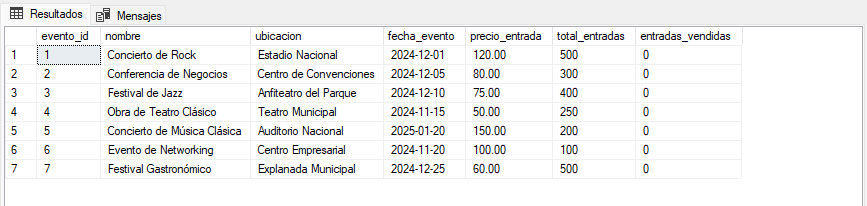 Resultados Mensajes
evento_id nombre ubicacion fecha_evento precio_entrada total_entradas entradas_vendidas
1 1 Concierto de Rock Estadio Nacional 2024-12-01 120.00 500 0
2 2 Conferencia de Negocios Centro de Convenciones 2024-12-05 80.00 300 0
3 3 Festival de Jazz Anfiteatro del Parque 2024-12-10 75.00 400 0
4 4 Obra de Teatro Clásico Teatro Municipal 2024-11-15 50.00 250 0
5 5 Concierto de Música Clásica Auditorio Nacional 2025-01-20 150.00 200 0
6 6 Evento de Networking Centro Empresarial 2024-11-20 100.00 100 0
7 7 Festival Gastronómico Explanada Municipal 2024-12-25 60.00 500 0